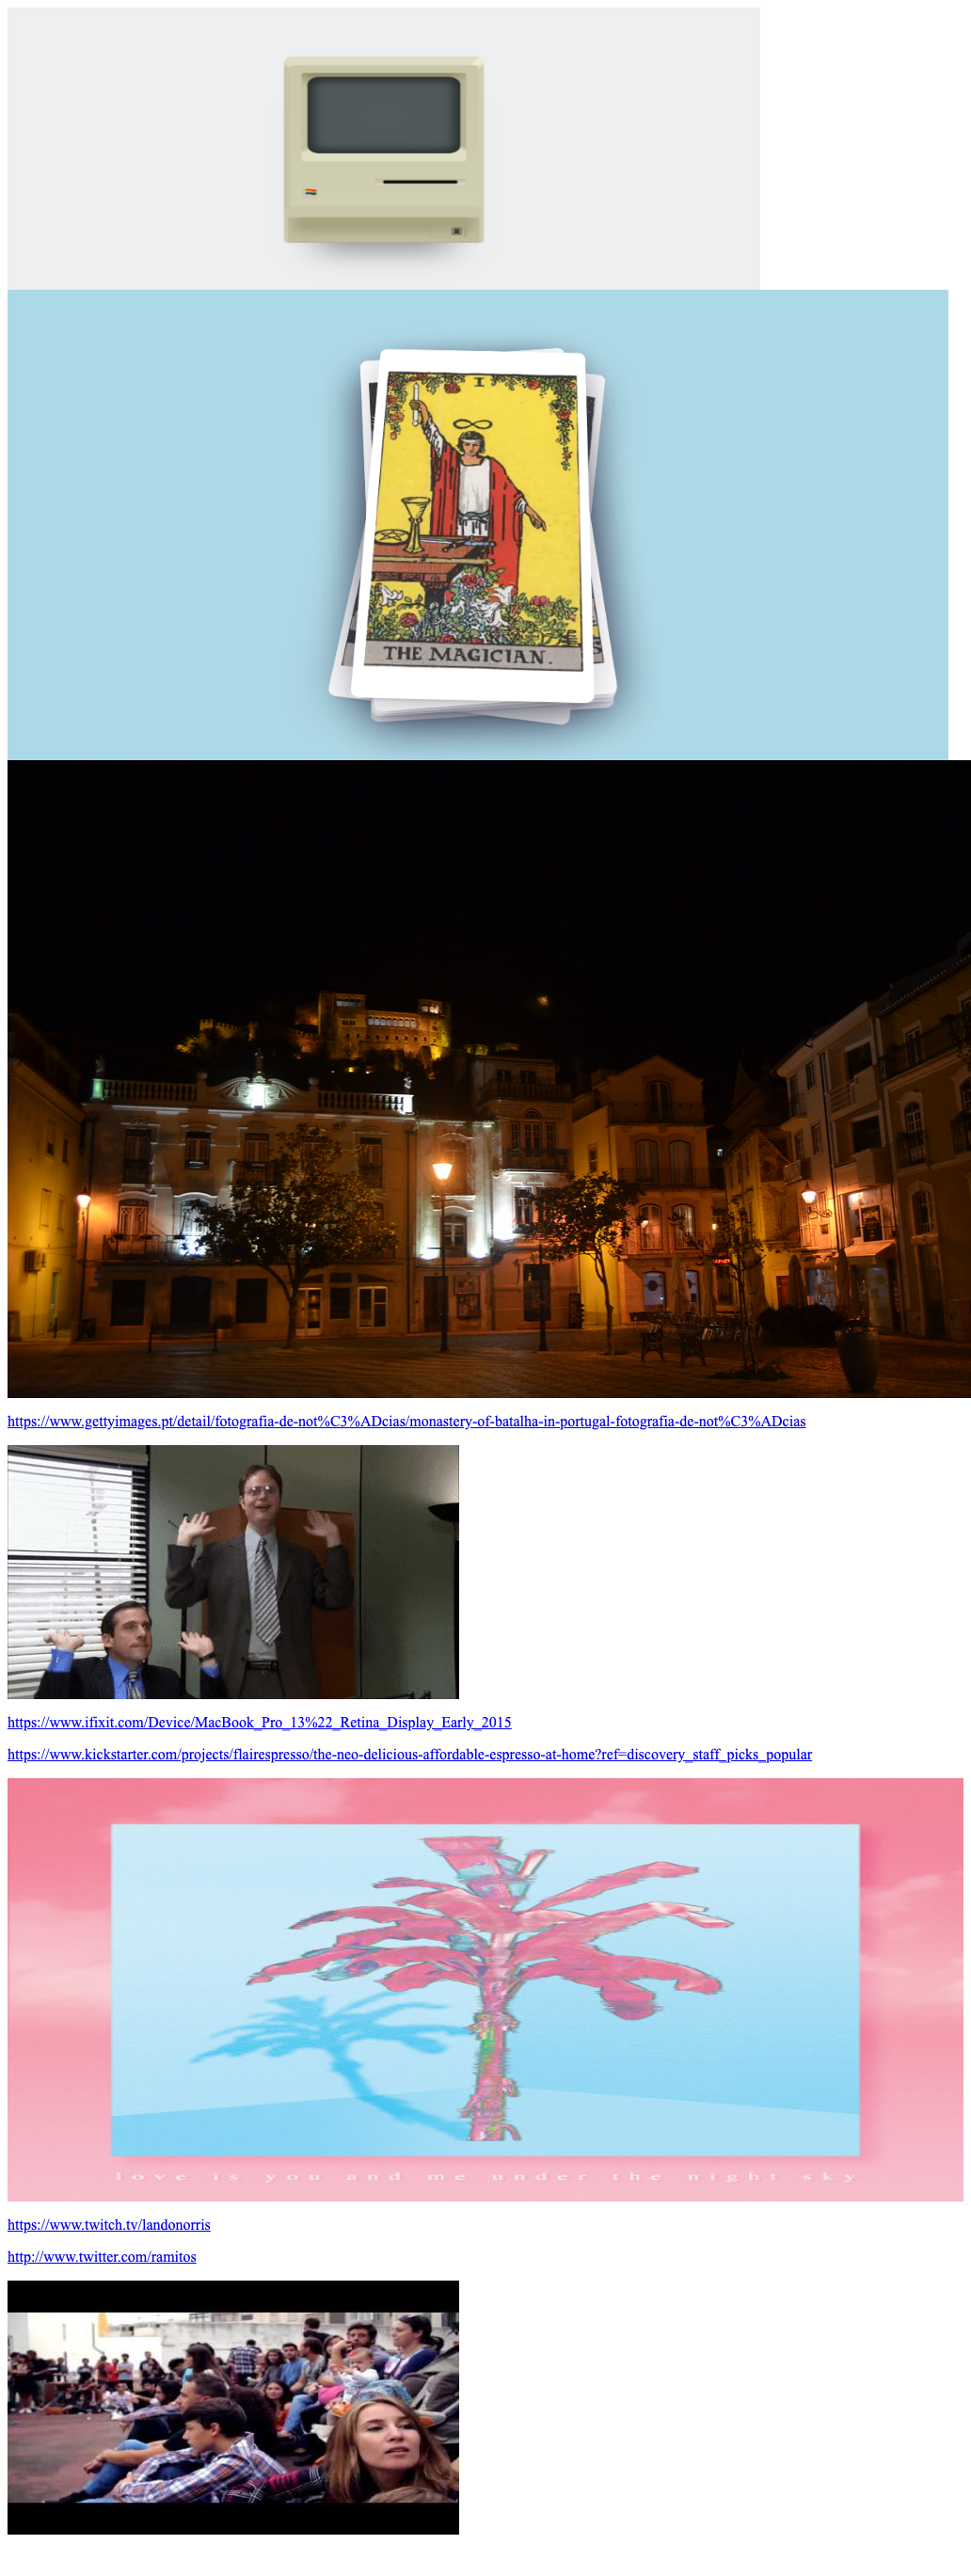 I
THE MAGICIAN.
https://www.gettyimages.pt/detail/fotografia-de-not%C3%ADcias/monastery-of-batalha-in-portugal-fotografia-de-not%C3%ADcias
https://www.ifixit.com/Device/MacBook_Pro_13%22_Retina_Display_Early_2015
https://www.kickstarter.com/projects/flairespresso/the-neo-delicious-affordable-espresso-at-home?ref=discovery_staff_picks_popular
love is you and me under the night sky
https://www.twitch.tv/landonorris
http://www.twitter.com/ramitos